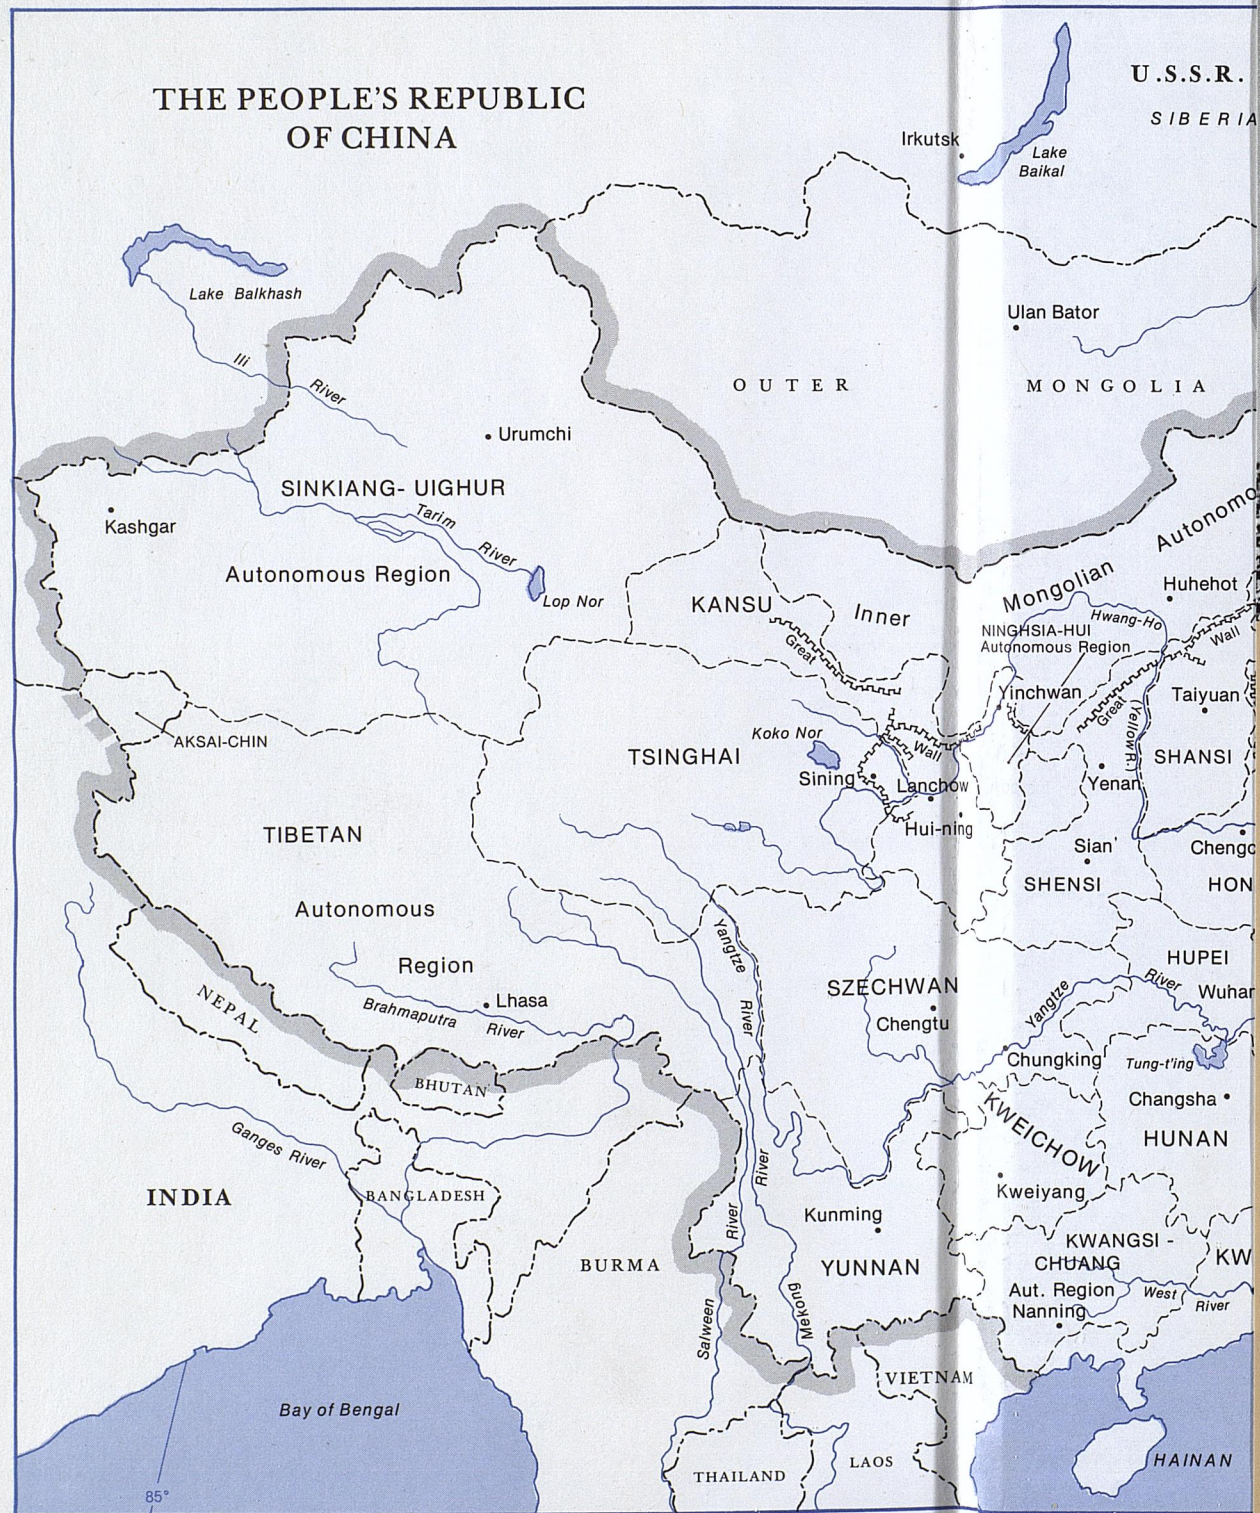 THE PEOPLE'S REPUBLIC
OF CHINA
U.S.S.R.
SIBERIA
Irkutsk
Lake
Baikal
Lake Balkhash
Ulan Bator
Ili
River
OUTER
MONGOLIA
Urumchi
SINKIANG- UIGHUR
Tarim
River
Kashgar
Autonomous Region
Lop Nor
KANSU
Inner
Mongolian
Autonomo
Huhehot
Hwang-Ho
NINGHSIA-HUI
Autonomous Region
Great
Wall
Yinchwan
Taiyuan
Great
Yellow R.)
AKSAI-CHIN
TSINGHAI
Koko Nor
Wall
SHANSI
Sining
Lanchow
Yenan
Hui-ning
TIBETAN
Sian'
Chengc
SHENSI
HON
Autonomous
Region
Yangtze
River
HUPEI
SZECHWAN
Yangtze
River
Wuhan
NEPAL
Brahmaputra River
Lhasa
Chengtu
Chungking
Tung-t'ing
BHUTAN
KWEICHOW
Changsha
HUNAN
Ganges River
River
INDIA
BANGLADESH
Kweiyang
River
Kunming
BURMA
YUNNAN
KWANGSI -
CHUANG
KW
Aut. Region
West
River
Nanning
Salween
Mekong
VIETNAM
Bay of Bengal
THAILAND
LAOS
HAINAN
85°